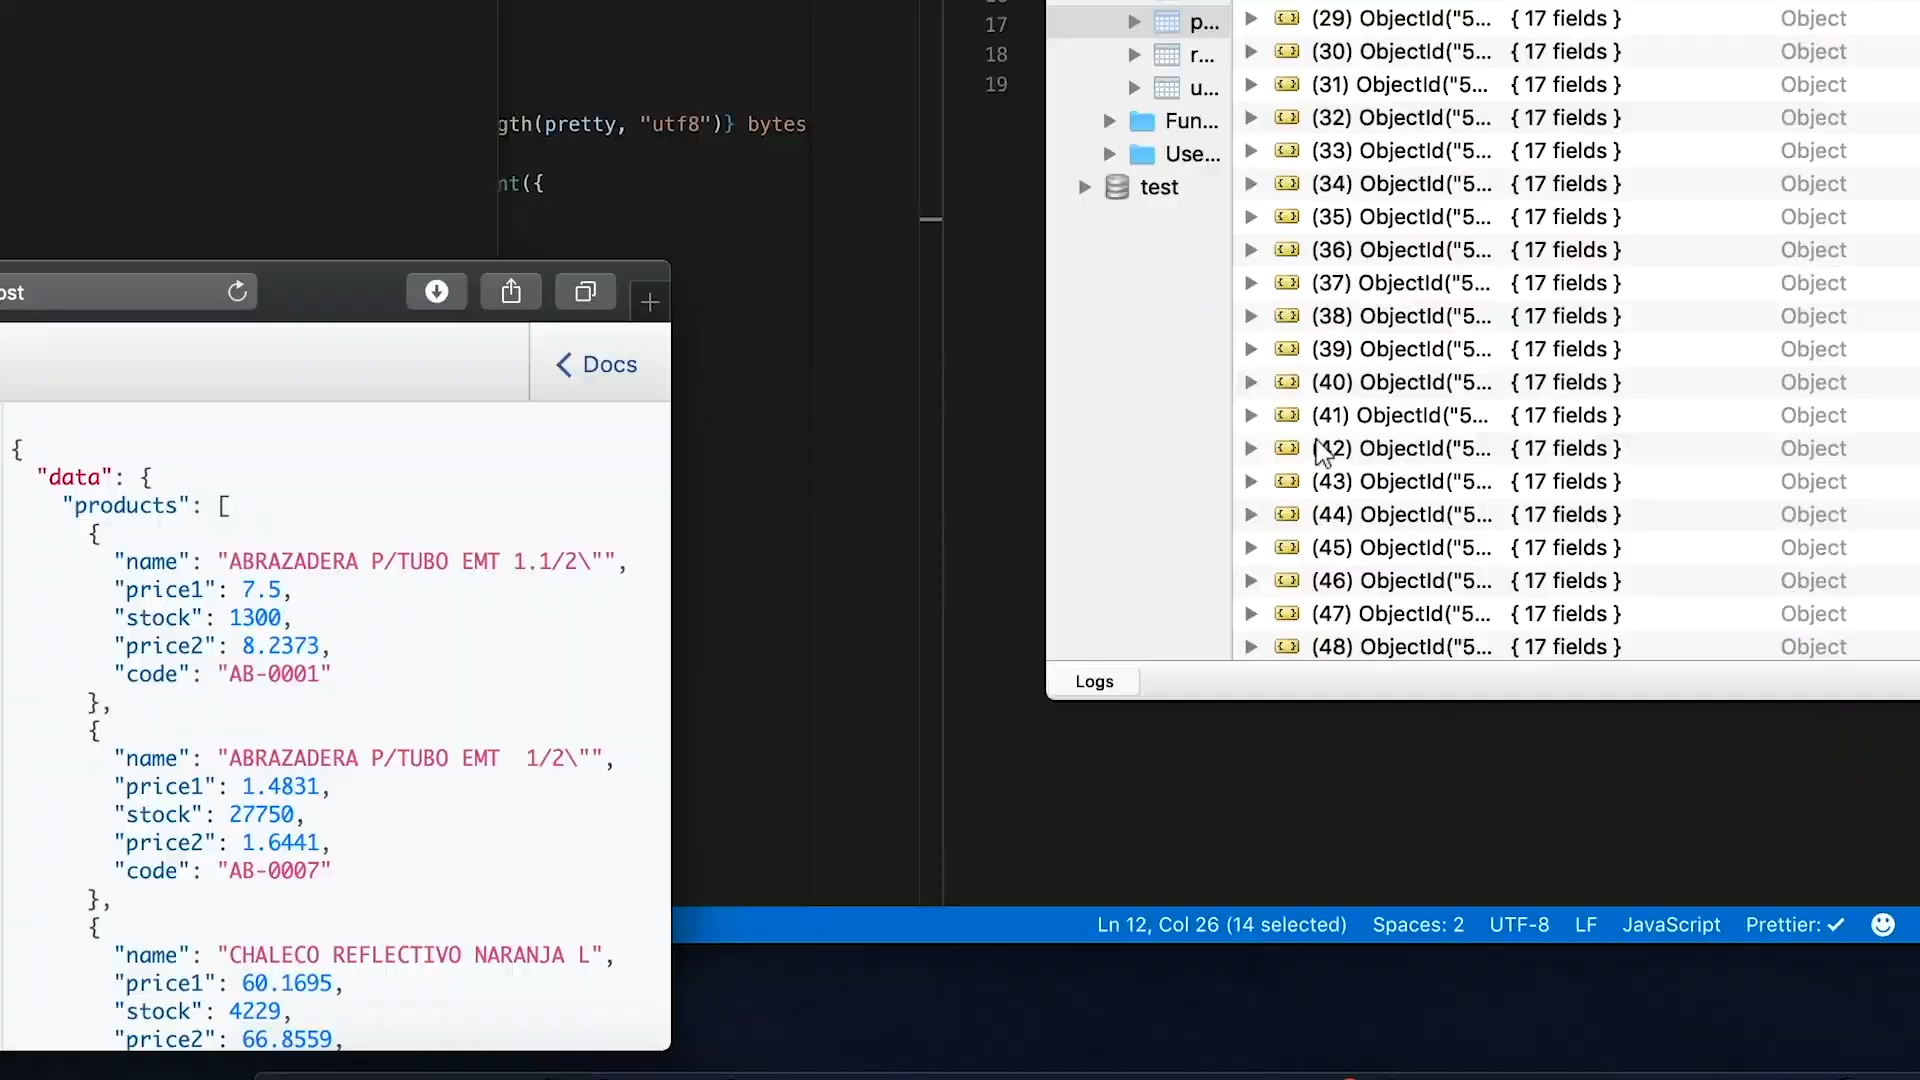 17
18
19
gth(pretty, "utf8")} bytes
nt({
ost
Docs
{
"data": {
"products": [
{
"name": "ABRAZADERA P/TUBO EMT 1.1/2\"",
"price1": 7.5,
"stock": 1300,
"price2": 8.2373,
"code": "AB-0001"
},
{
"name": "ABRAZADERA P/TUBO EMT  1/2\"",
"price1": 1.4831,
"stock": 27750,
"price2": 1.6441,
"code": "AB-0007"
},
{
"name": "CHALECO REFLECTIVO NARANJA L",
"price1": 60.1695,
"stock": 4229,
"price2": 66.8559,
p...
r...
u...
Fun...
Use...
test
(29) ObjectId("5... { 17 fields } Object
(30) ObjectId("5... { 17 fields } Object
(31) ObjectId("5... { 17 fields } Object
(32) ObjectId("5... { 17 fields } Object
(33) ObjectId("5... { 17 fields } Object
(34) ObjectId("5... { 17 fields } Object
(35) ObjectId("5... { 17 fields } Object
(36) ObjectId("5... { 17 fields } Object
(37) ObjectId("5... { 17 fields } Object
(38) ObjectId("5... { 17 fields } Object
(39) ObjectId("5... { 17 fields } Object
(40) ObjectId("5... { 17 fields } Object
(41) ObjectId("5... { 17 fields } Object
(42) ObjectId("5... { 17 fields } Object
(43) ObjectId("5... { 17 fields } Object
(44) ObjectId("5... { 17 fields } Object
(45) ObjectId("5... { 17 fields } Object
(46) ObjectId("5... { 17 fields } Object
(47) ObjectId("5... { 17 fields } Object
(48) ObjectId("5... { 17 fields } Object
Logs
Ln 12, Col 26 (14 selected) Spaces: 2 UTF-8 LF JavaScript Prettier: ✓